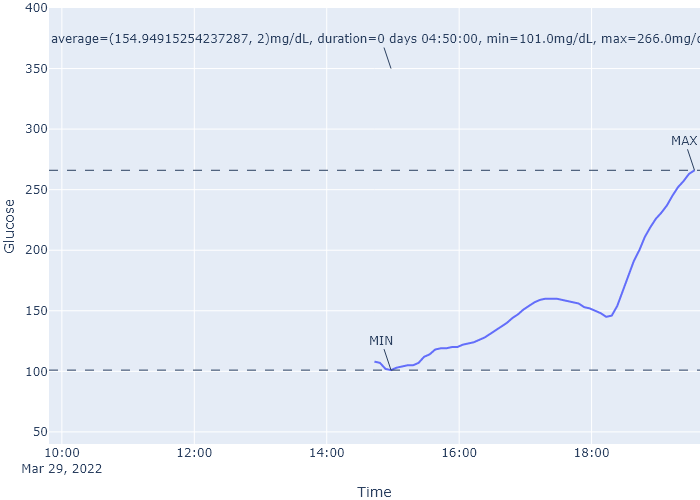 400
average=(154.94915254237287, 2)mg/dL, duration=0 days 04:50:00, min=101.0mg/dL, max=266.0mg/d
350
300
MAX
250
Glucose
200
150
MIN
100
50
10:00 12:00 14:00 16:00 18:00
Mar 29, 2022
Time